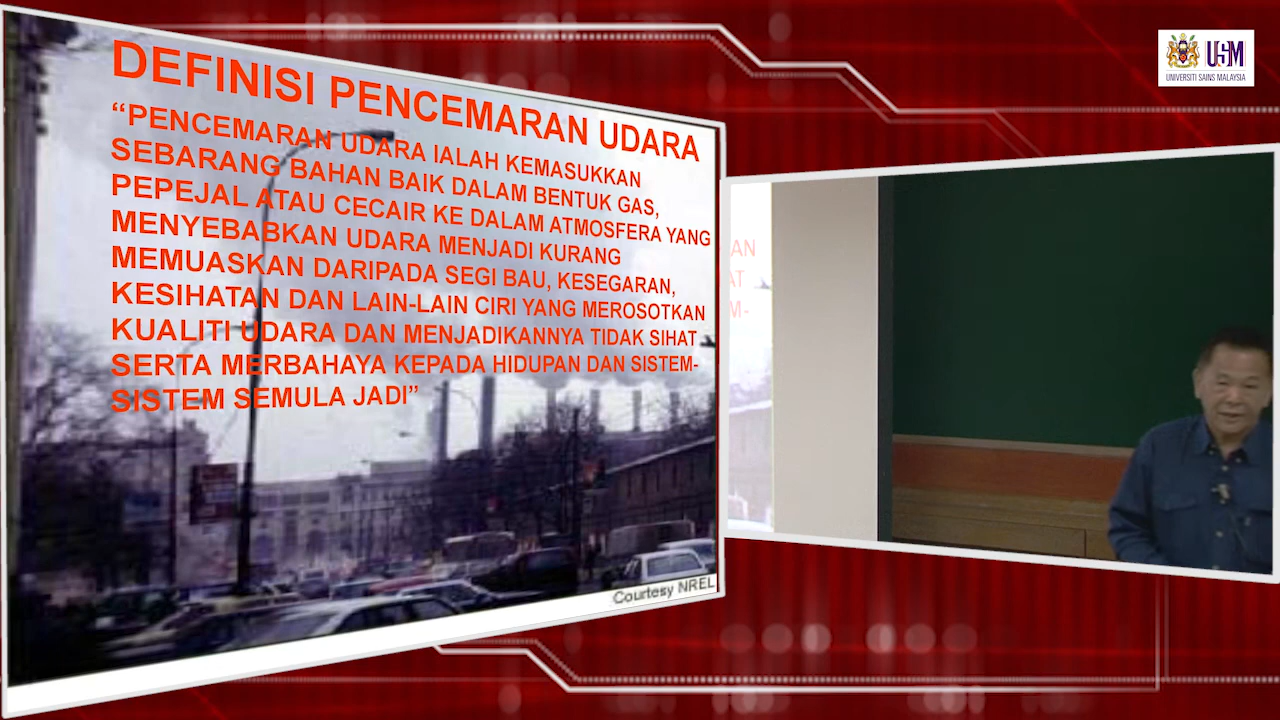 DEFINISI PENCEMARAN UDARA
“PENCEMARAN UDARA IALAH KEMASUKKAN
SEBARANG BAHAN BAIK DALAM BENTUK GAS,
PEPEJAL ATAU CECAIR KE DALAM ATMOSFERA YANG
MENYEBABKAN UDARA MENJADI KURANG
MEMUASKAN DARIPADA SEGI BAU, KESEGARAN,
KESIHATAN DAN LAIN-LAIN CIRI YANG MEROSOTKAN
KUALITI UDARA DAN MENJADIKANNYA TIDAK SIHAT
SERTA MERBAHAYA KEPADA HIDUPAN DAN SISTEM-
SISTEM SEMULA JADI”
Courtesy NREL
USM
UNIVERSITI SAINS MALAYSIA
AN
AT
M-